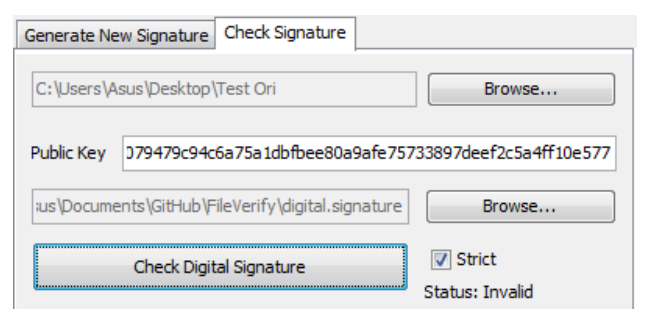 Generate New Signature Check Signature
C:\Users\Asus\Desktop\Test Ori Browse...
Public Key 079479c94c6a75a1dbfbee80a9afe75733897deef2c5a4ff10e577
us\Documents\GitHub\FileVerify\digital.signature Browse...
Check Digital Signature Strict
Status: Invalid